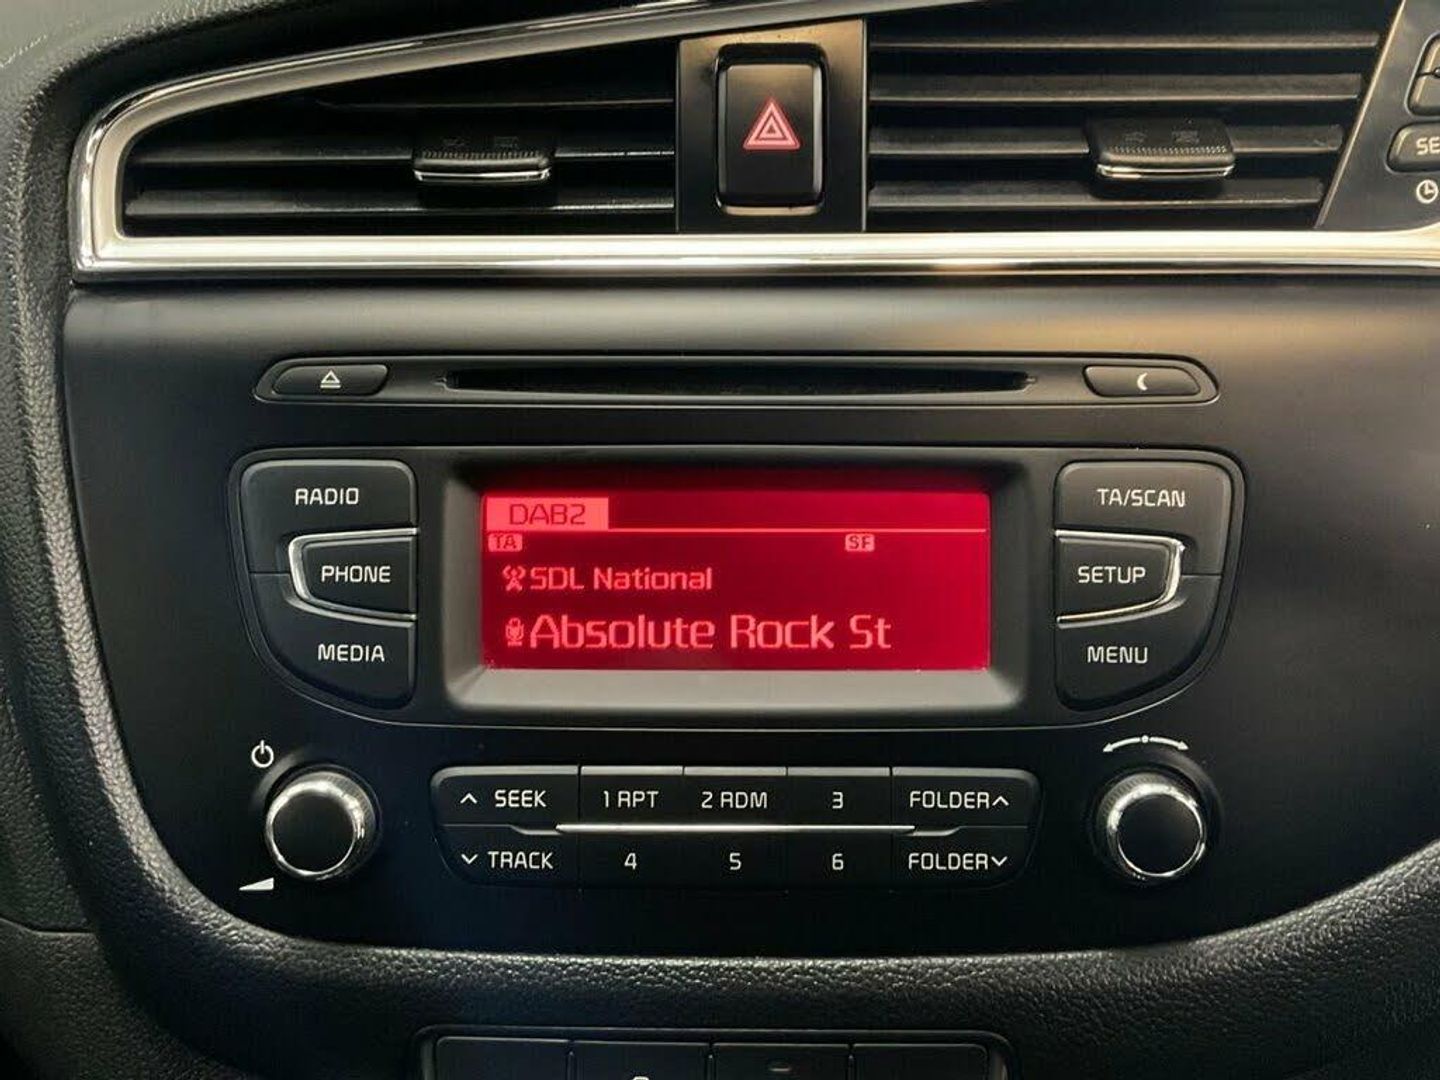 SE
RADIO
PHONE
MEDIA
DAB2
TA SF
SDL National
Absolute Rock St
TA/SCAN
SETUP
MENU
SEEK 1 RPT 2 RDM 3 FOLDER
TRACK 4 5 6 FOLDER